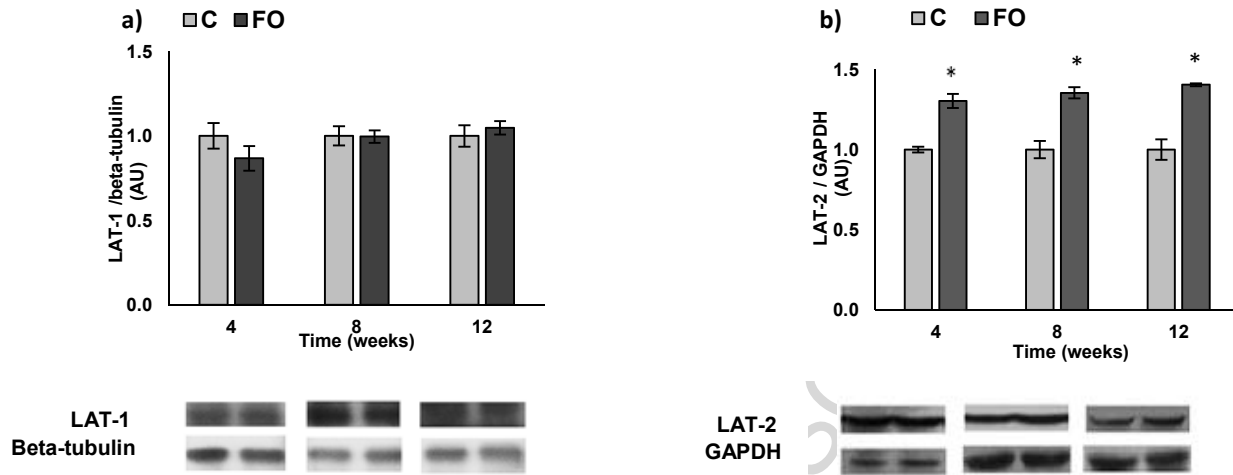 a)
C FO
LAT-1 /beta-tubulin
(AU)
1.5
1.0
0.5
0.0
4 8 12
Time (weeks)
LAT-1
Beta-tubulin
b)
C FO
LAT-2 / GAPDH
(AU)
1.5
1.0
0.5
0.0
* * *
4 8 12
Time (weeks)
LAT-2
GAPDH